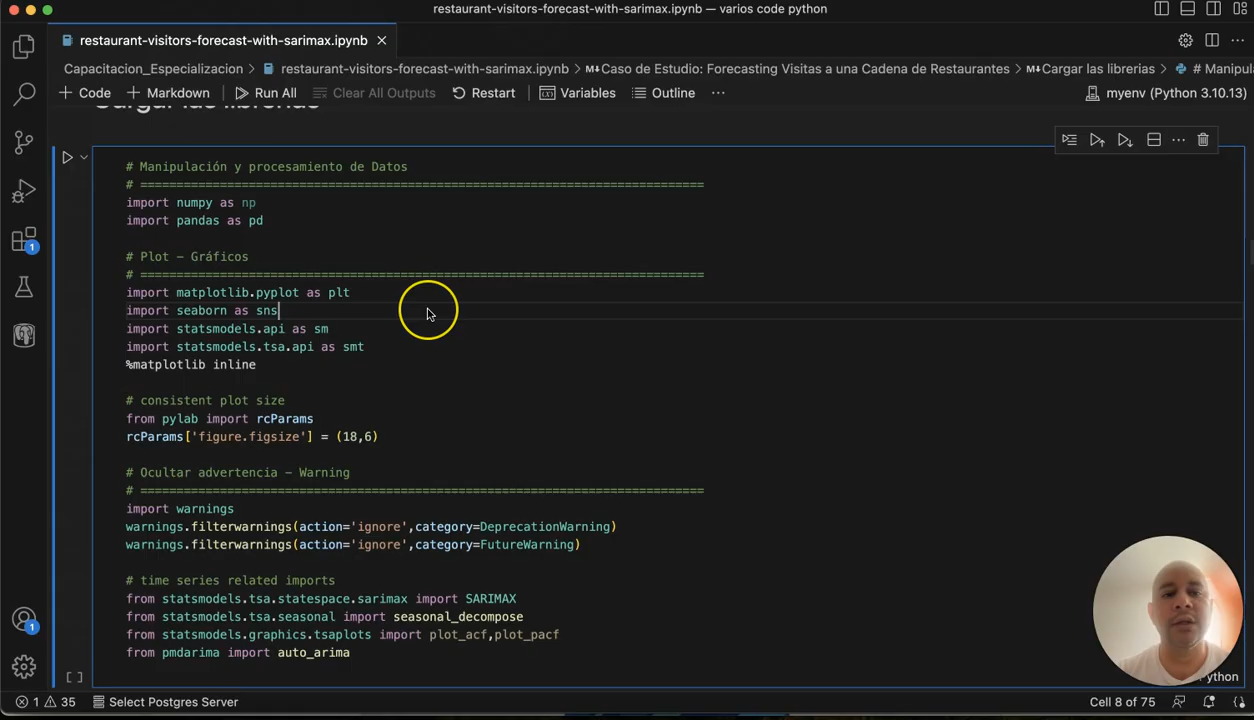 restaurant-visitors-forecast-with-sarimax.ipynb — varios code python
restaurant-visitors-forecast-with-sarimax.ipynb
Capacitacion_Especializacion > restaurant-visitors-forecast-with-sarimax.ipynb > M↓Caso de Estudio: Forecasting Visitas a una Cadena de Restaurantes > M↓Cargar las librerias > # Manipula
+ Code + Markdown Run All Clear All Outputs Restart Variables Outline ··· myenv (Python 3.10.13)
Cargar las librerias
# Manipulación y procesamiento de Datos
# ==============================================================================
import numpy as np
import pandas as pd
# Plot – Gráficos
# ==============================================================================
import matplotlib.pyplot as plt
import seaborn as sns
import statsmodels.api as sm
import statsmodels.tsa.api as smt
%matplotlib inline
# consistent plot size
from pylab import rcParams
rcParams['figure.figsize'] = (18,6)
# Ocultar advertencia – Warning
# ==============================================================================
import warnings
warnings.filterwarnings(action='ignore',category=DeprecationWarning)
warnings.filterwarnings(action='ignore',category=FutureWarning)
# time series related imports
from statsmodels.tsa.statespace.sarimax import SARIMAX
from statsmodels.tsa.seasonal import seasonal_decompose
from statsmodels.graphics.tsaplots import plot_acf,plot_pacf
from pmdarima import auto_arima
[ ]
Python
1
1
1 35 Select Postgres Server Cell 8 of 75